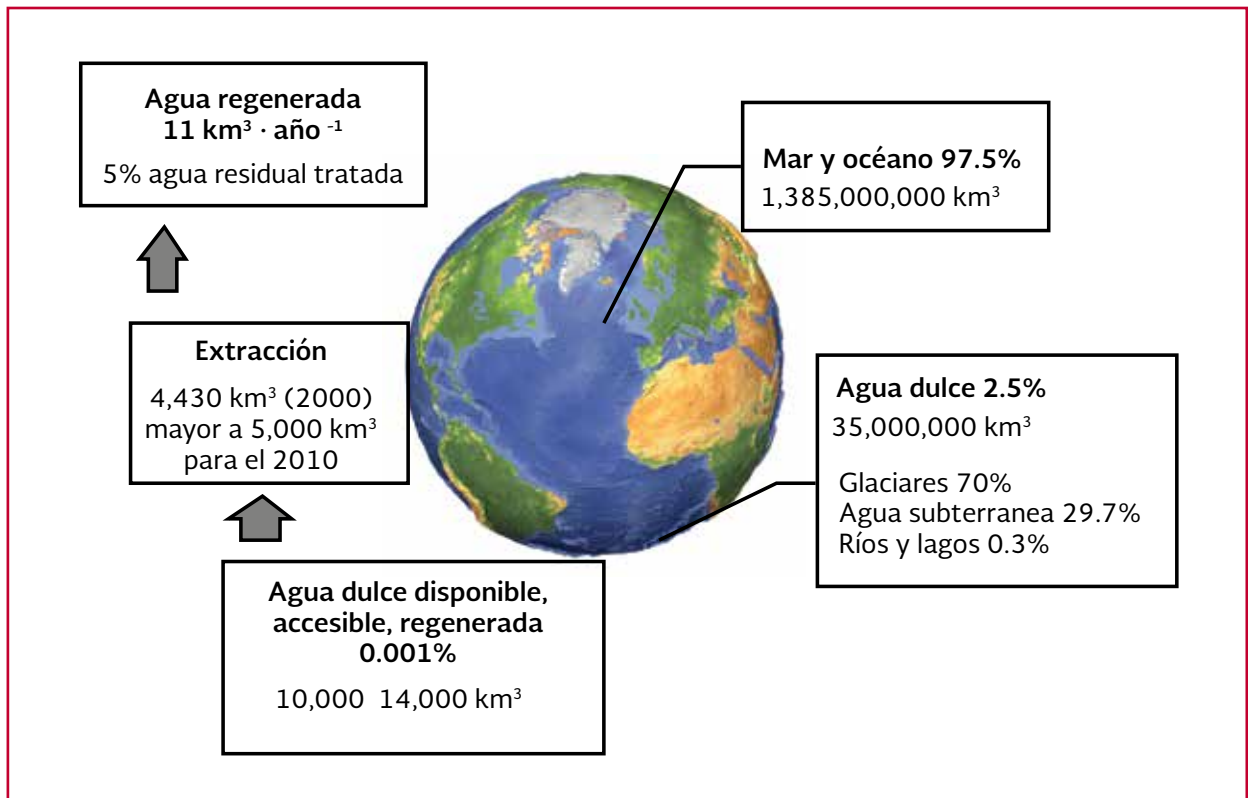 Agua regenerada
11 km³ · año ⁻¹
5% agua residual tratada
Mar y océano 97.5%
1,385,000,000 km³
Extracción
4,430 km³ (2000)
mayor a 5,000 km³
para el 2010
Agua dulce 2.5%
35,000,000 km³
Glaciares 70%
Agua subterranea 29.7%
Ríos y lagos 0.3%
Agua dulce disponible,
accesible, regenerada
0.001%
10,000 14,000 km³